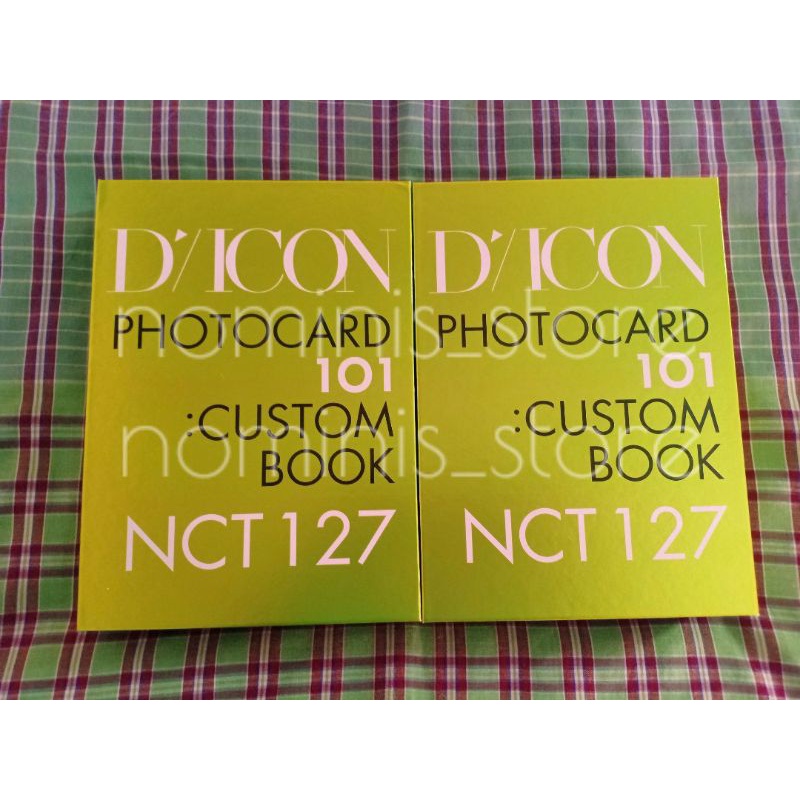 D'/ICON
PHOTOCARD
101
:CUSTOM
BOOK
NCT 127
D'/ICON
PHOTOCARD
101
:CUSTOM
BOOK
NCT 127
nominis_store
nominis_store